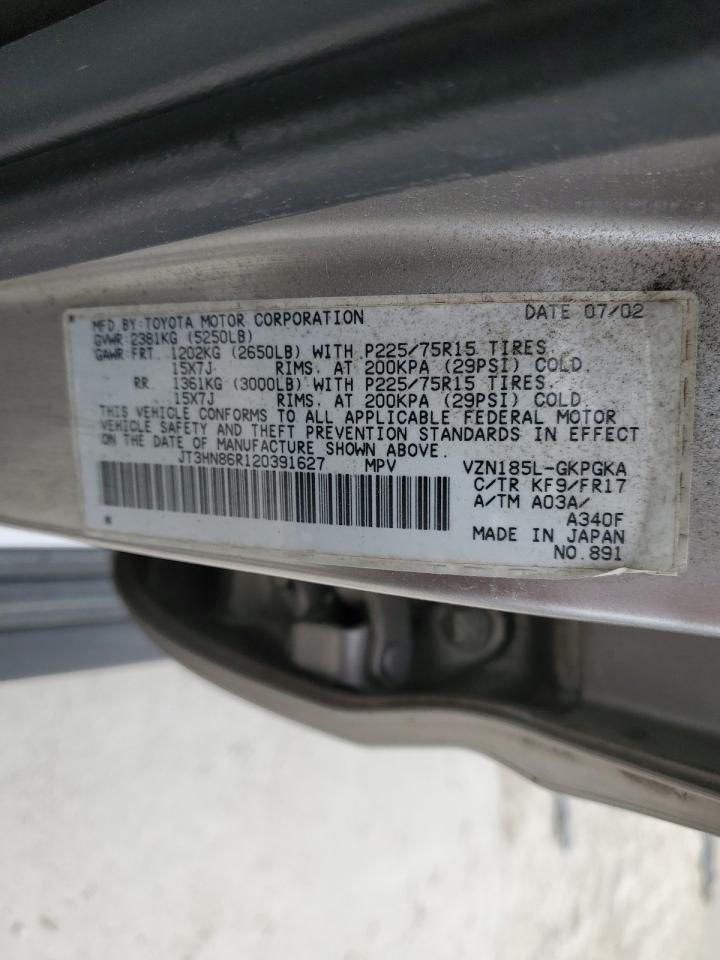 MFD BY:TOYOTA MOTOR CORPORATION DATE 07/02
GVWR 2381KG (5250LB)
GAWR FRT. 1202KG (2650LB) WITH P225/75R15 TIRES,
15X7J RIMS. AT 200KPA (29PSI) COLD.
RR. 1361KG (3000LB) WITH P225/75R15 TIRES,
15X7J RIMS. AT 200KPA (29PSI) COLD.
THIS VEHICLE CONFORMS TO ALL APPLICABLE FEDERAL MOTOR
VEHICLE SAFETY AND THEFT PREVENTION STANDARDS IN EFFECT
ON THE DATE OF MANUFACTURE SHOWN ABOVE.
JT3HN86R120391627 MPV VZN185L-GKPGKA
C/TR KF9/FR17
A/TM A03A/
A340F
MADE IN JAPAN
NO.891